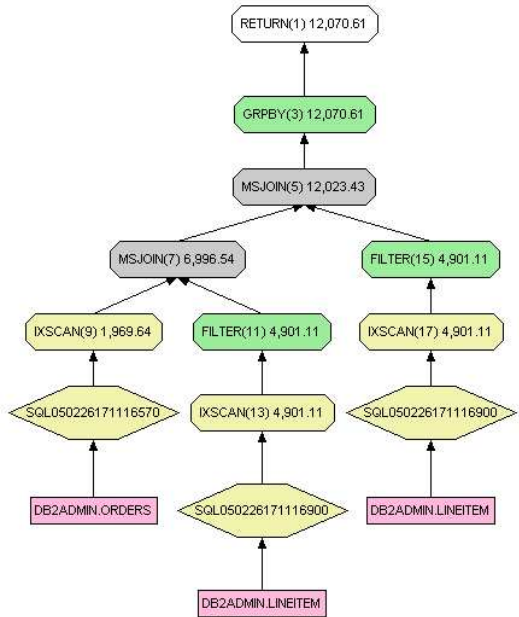 RETURN(1) 12,070.61
GRPBY(3) 12,070.61
MSJOIN(5) 12,023.43
MSJOIN(7) 6,996.54
FILTER(15) 4,901.11
IXSCAN(9) 1,969.64
FILTER(11) 4,901.11
IXSCAN(17) 4,901.11
SQL050226171116570
IXSCAN(13) 4,901.11
SQL050226171116900
DB2ADMIN.ORDERS
SQL050226171116900
DB2ADMIN.LINEITEM
DB2ADMIN.LINEITEM